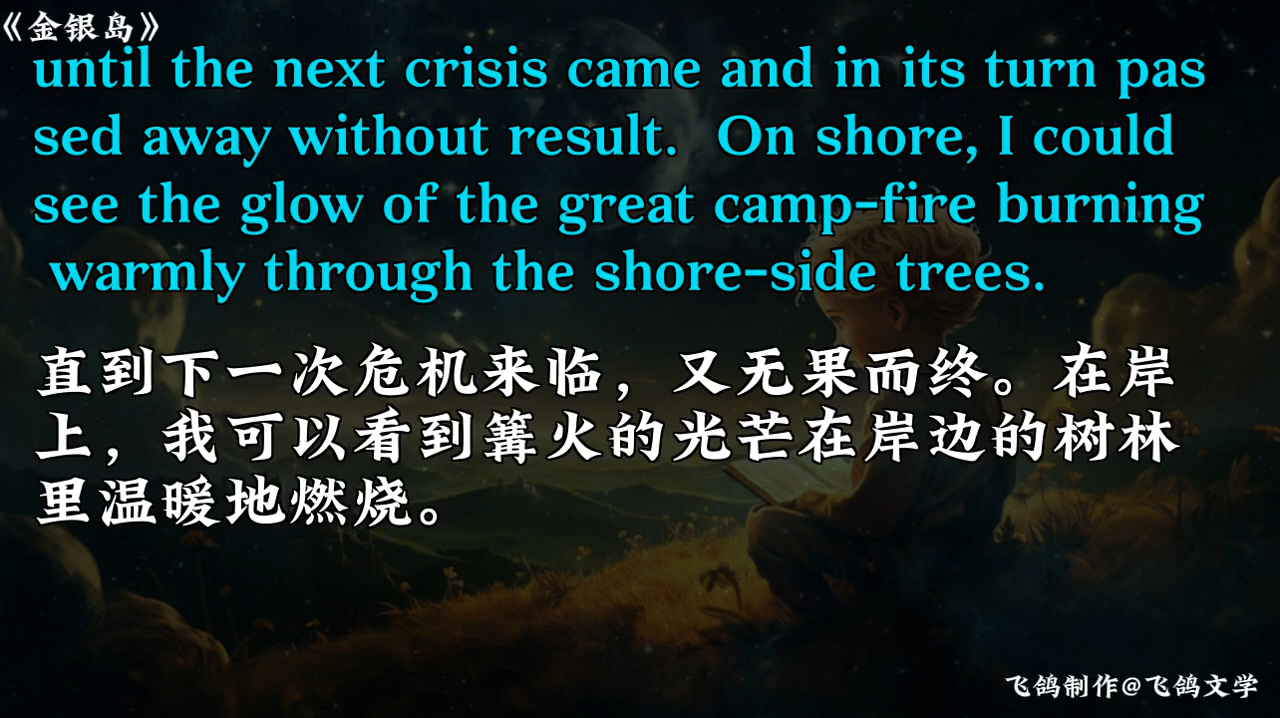 《金银岛》
until the next crisis came and in its turn pas
sed away without result.  On shore, I could
see the glow of the great camp-fire burning
warmly through the shore-side trees.
直到下一次危机来临，又无果而终。在岸
上，我可以看到篝火的光芒在岸边的树林
里温暖地燃烧。
飞鸽制作@飞鸽文学